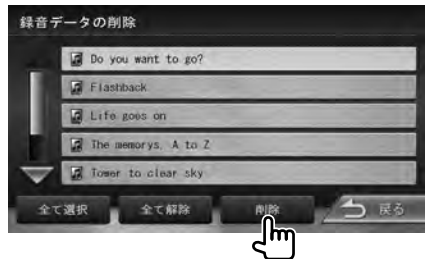 録音データの削除
Do you want to go?
Flashback
Life goes on
The memorys. A to Z
Tower to clear sky
全て選択 全て解除 削除 戻る